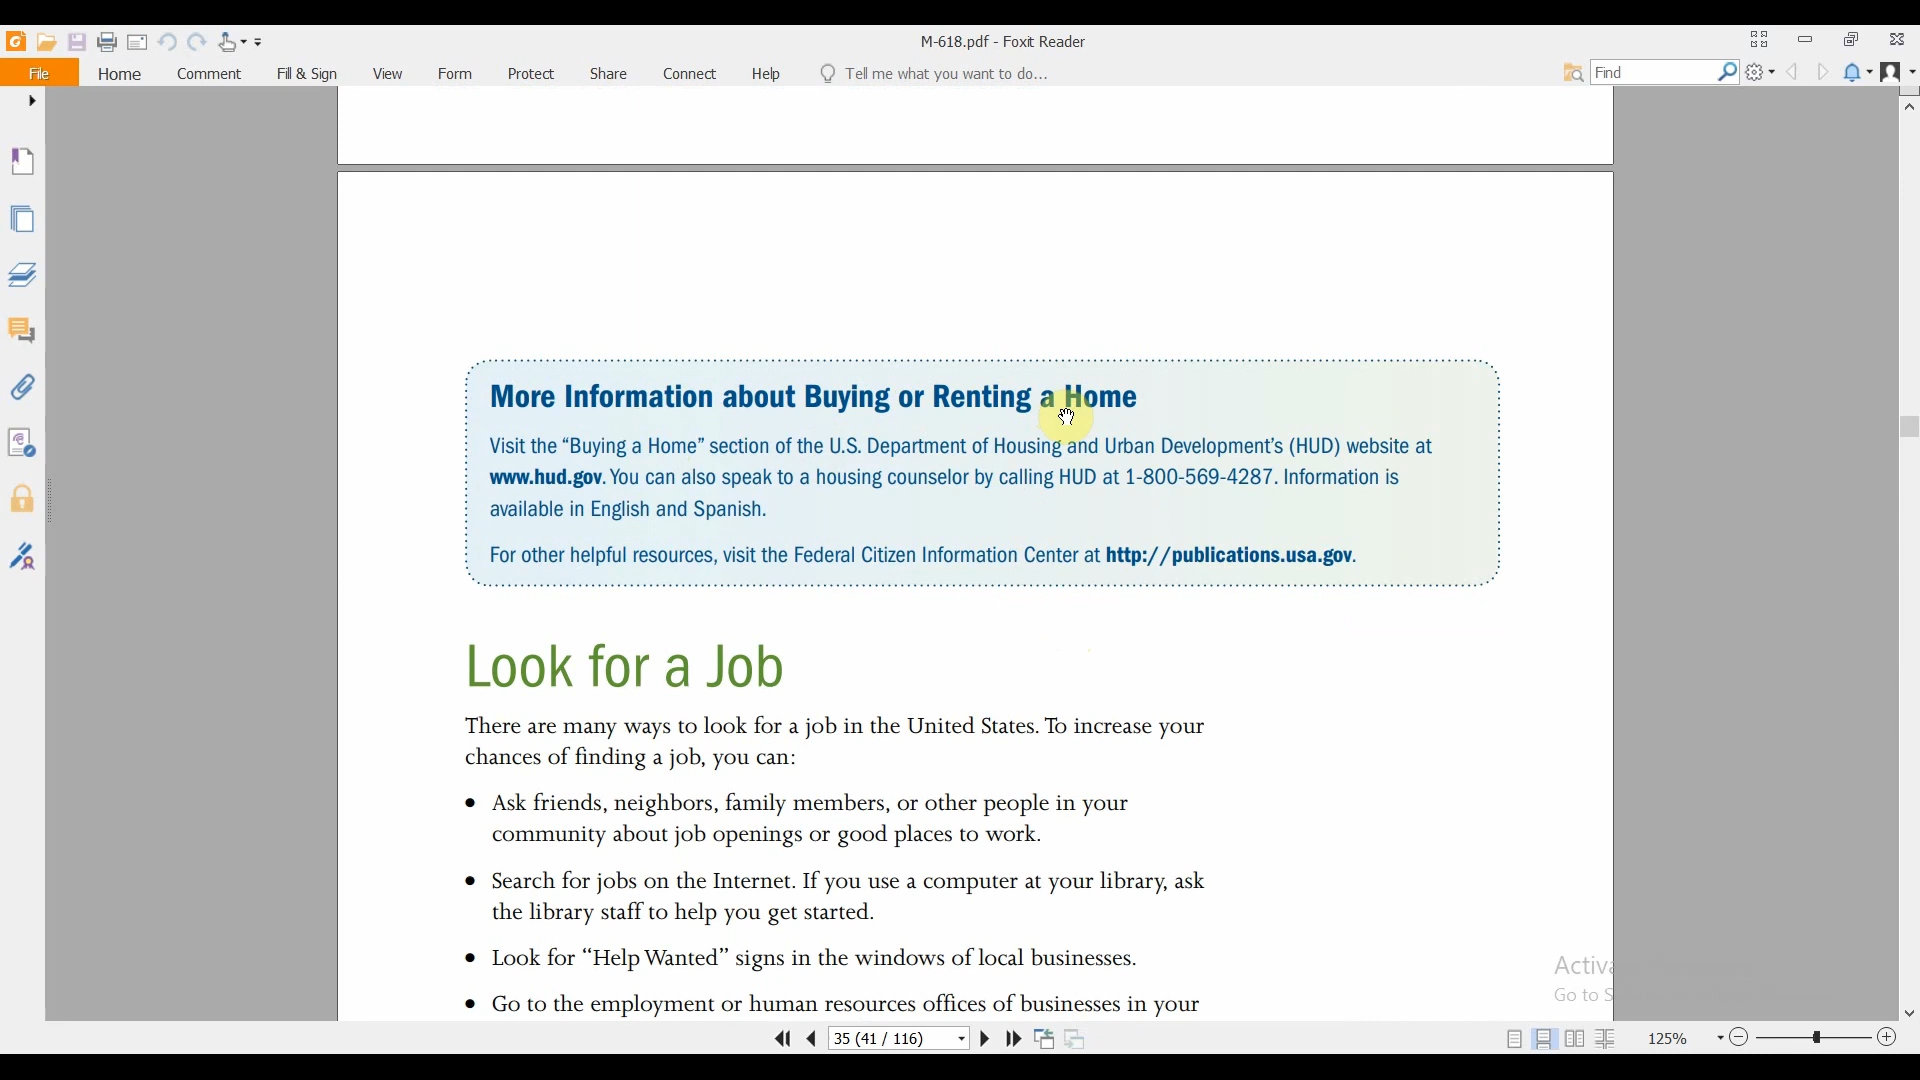 M-618.pdf - Foxit Reader
File Home Comment Fill & Sign View Form Protect Share Connect Help Tell me what you want to do... Find
More Information about Buying or Renting a Home
Visit the “Buying a Home” section of the U.S. Department of Housing and Urban Development’s (HUD) website at
www.hud.gov. You can also speak to a housing counselor by calling HUD at 1-800-569-4287. Information is
available in English and Spanish.
For other helpful resources, visit the Federal Citizen Information Center at http://publications.usa.gov.
Look for a Job
There are many ways to look for a job in the United States. To increase your
chances of finding a job, you can:
• Ask friends, neighbors, family members, or other people in your
community about job openings or good places to work.
• Search for jobs on the Internet. If you use a computer at your library, ask
the library staff to help you get started.
• Look for “Help Wanted” signs in the windows of local businesses.
• Go to the employment or human resources offices of businesses in your
Go to
35 (41 / 116)
125%